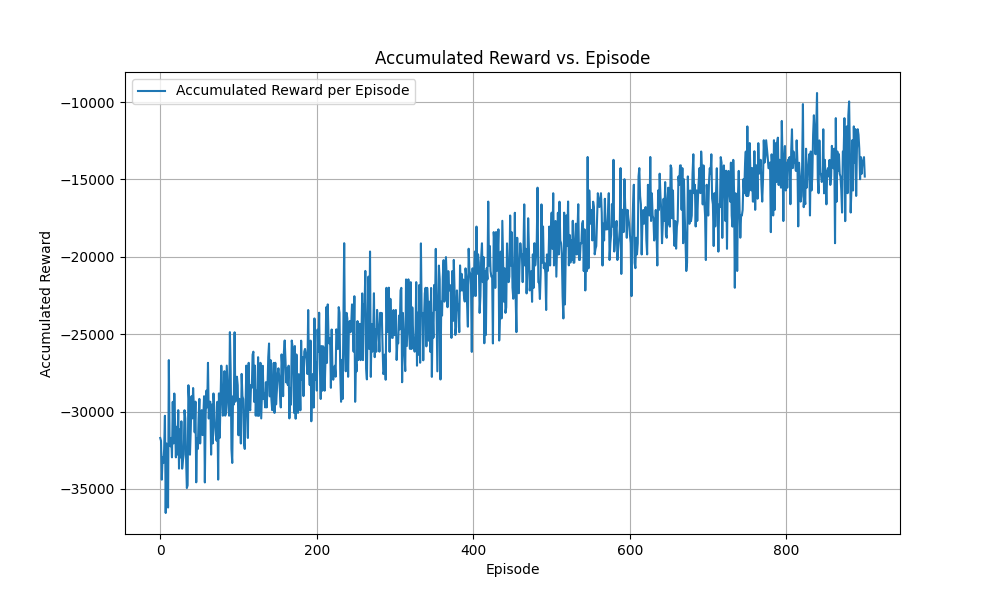 Accumulated Reward vs. Episode
Accumulated Reward per Episode
−10000
−15000
−20000
−25000
−30000
−35000
Accumulated Reward
0 200 400 600 800
Episode